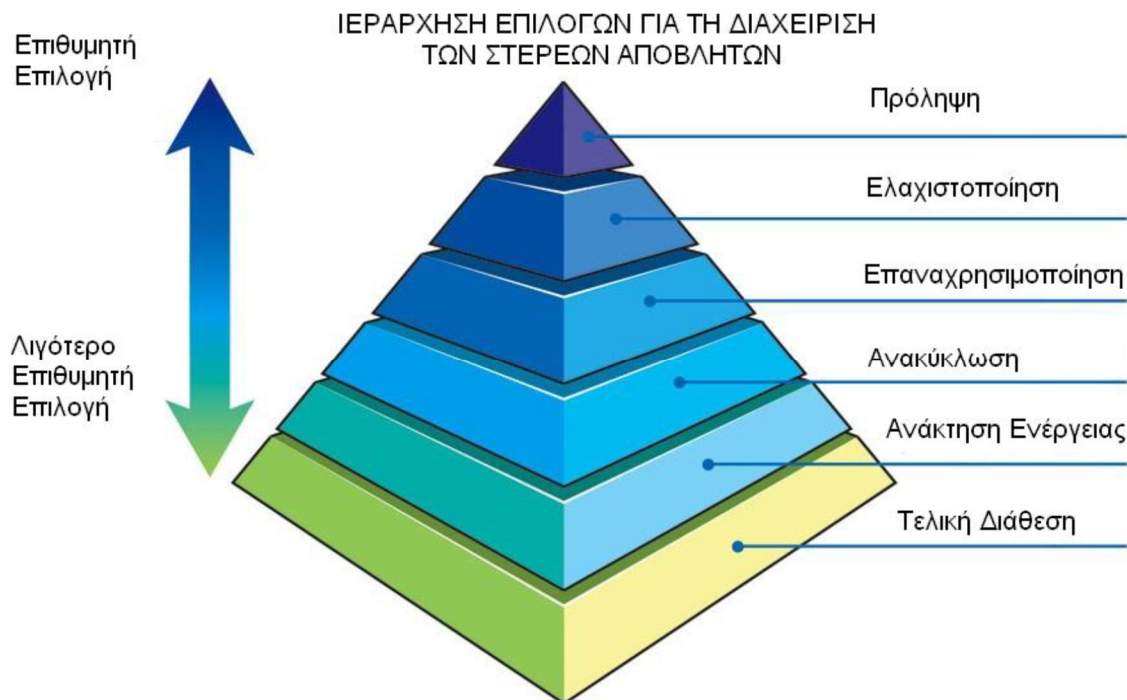 ΙΕΡΑΡΧΗΣΗ ΕΠΙΛΟΓΩΝ ΓΙΑ ΤΗ ΔΙΑΧΕΙΡΙΣΗ
ΤΩΝ ΣΤΕΡΕΩΝ ΑΠΟΒΛΗΤΩΝ
Επιθυμητή
Επιλογή
Πρόληψη
Ελαχιστοποίηση
Επαναχρησιμοποίηση
Λιγότερο
Επιθυμητή
Επιλογή
Ανακύκλωση
Ανάκτηση Ενέργειας
Τελική Διάθεση